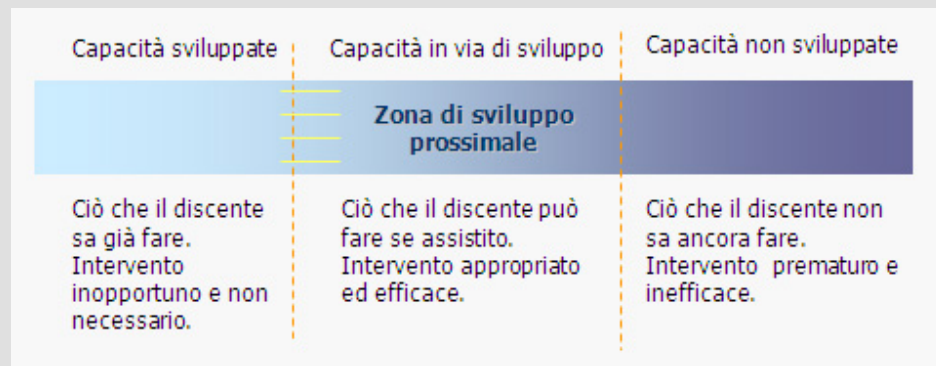 Capacità sviluppate
Capacità in via di sviluppo
Capacità non sviluppate
Zona di sviluppo
prossimale
Ciò che il discente
sa già fare.
Intervento
inopportuno e non
necessario.
Ciò che il discente può
fare se assistito.
Intervento appropriato
ed efficace.
Ciò che il discente non
sa ancora fare.
Intervento prematuro e
inefficace.